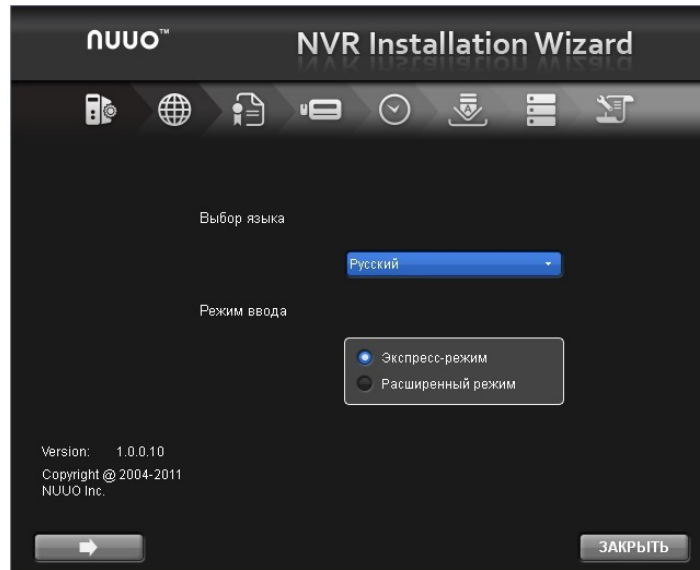 nuuo™
NVR Installation Wizard
Выбор языка
Русский
Режим ввода
Экспресс-режим
Расширенный режим
Version: 1.0.0.10
Copyright @ 2004-2011
NUUO Inc.
ЗАКРЫТЬ